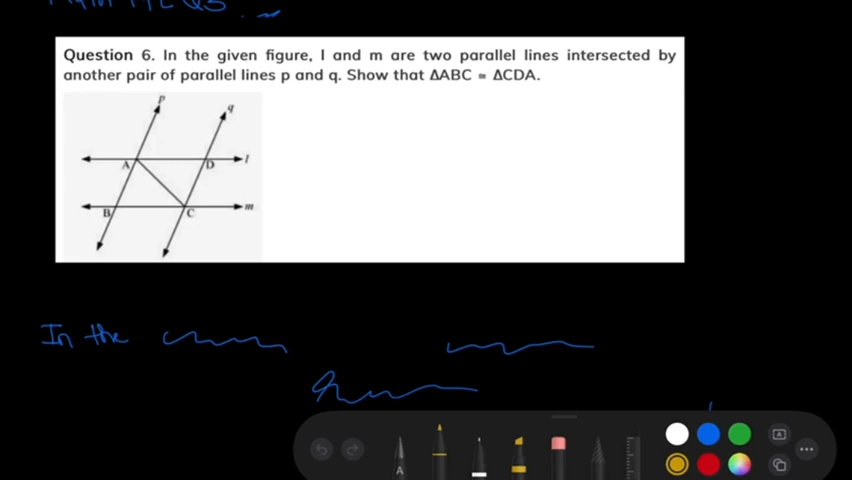 Question 6. In the given figure, l and m are two parallel lines intersected by
another pair of parallel lines p and q. Show that ΔABC ≃ ΔCDA.
p
q
A
D
l
B
C
m
In the
A
A